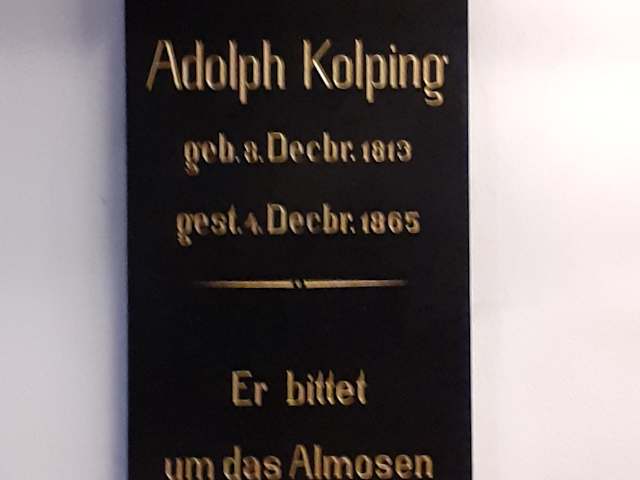 Adolph Kolping
geb. 8. Decbr. 1813
gest. 4. Decbr. 1865
Er bittet
um das Almosen